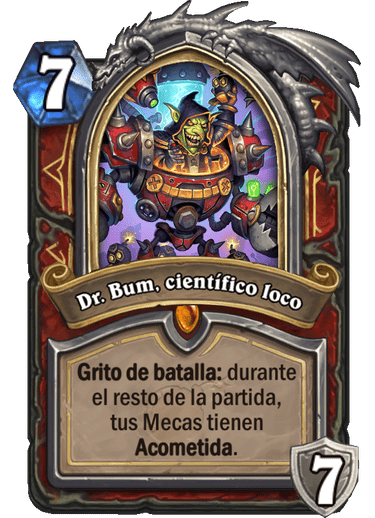 7
Dr. Bum, científico loco
Grito de batalla: durante
el resto de la partida,
tus Mecas tienen
Acometida.
7